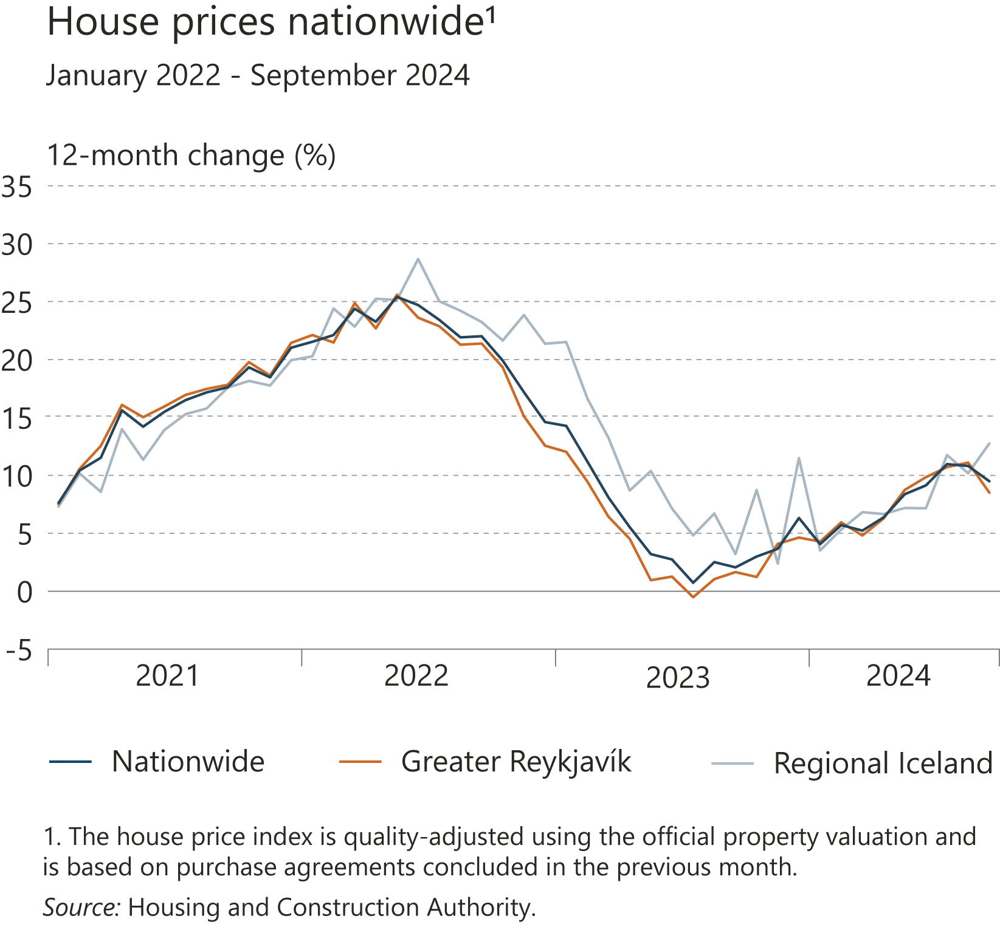 House prices nationwide¹
January 2022 - September 2024
12-month change (%)
35
30
25
20
15
10
5
0
-5
2021 2022 2023 2024
Nationwide Greater Reykjavík Regional Iceland
1. The house price index is quality-adjusted using the official property valuation and
is based on purchase agreements concluded in the previous month.
Source: Housing and Construction Authority.